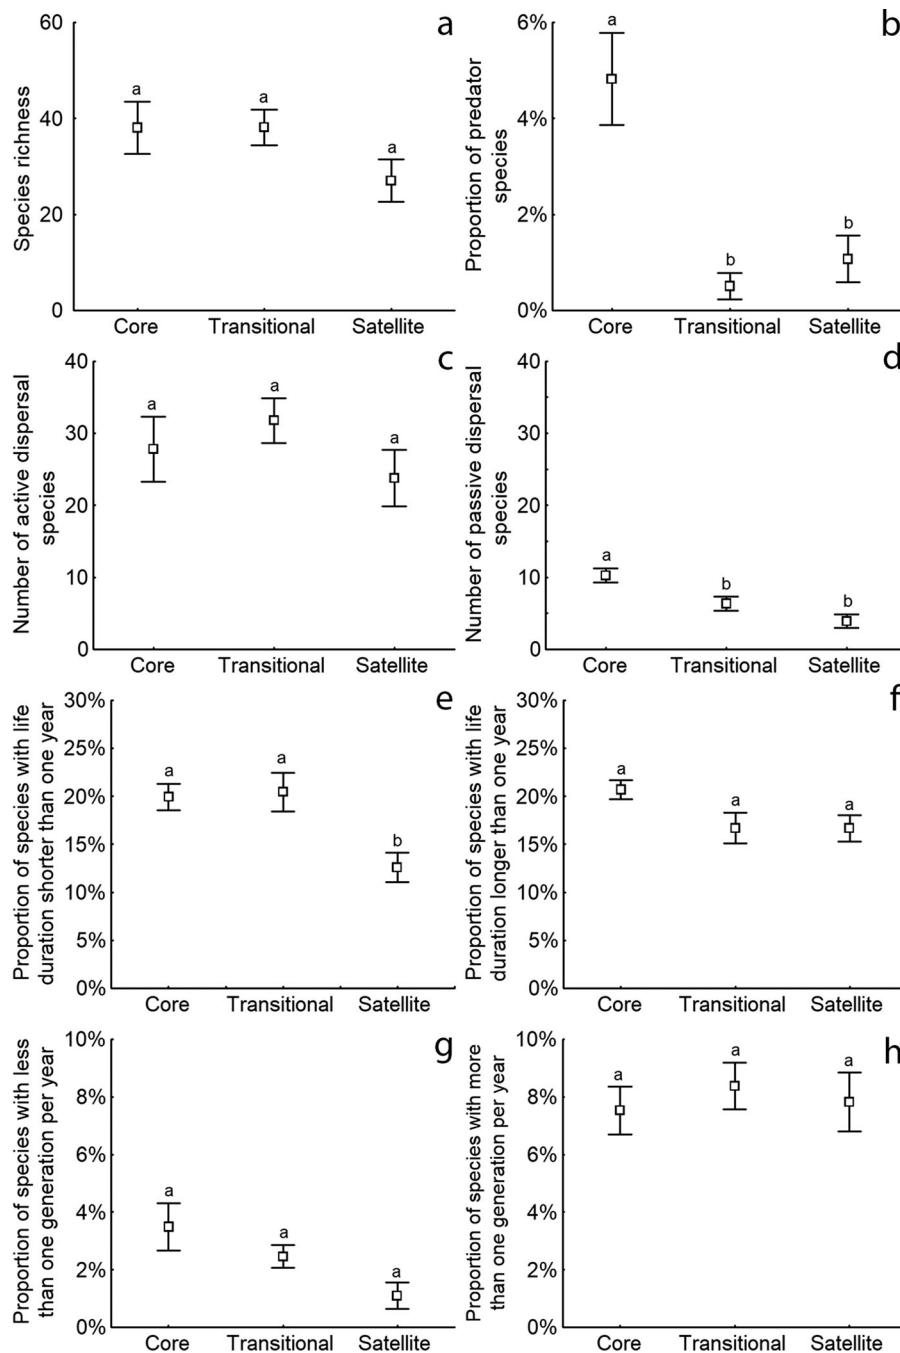 a
Species richness
60
40
20
0
a
a
a
Core Transitional Satellite
b
Proportion of predator
species
6%
4%
2%
0%
a
b
b
Core Transitional Satellite
c
Number of active dispersal
species
40
30
20
10
0
a
a
a
Core Transitional Satellite
d
Number of passive dispersal
species
40
30
20
10
0
a
b
b
Core Transitional Satellite
e
Proportion of species with life
duration shorter than one year
30%
25%
20%
15%
10%
5%
0%
a
a
b
Core Transitional Satellite
f
Proportion of species with life
duration longer than one year
30%
25%
20%
15%
10%
5%
0%
a
a
a
Core Transitional Satellite
g
Proportion of species with less
than one generation per year
10%
8%
6%
4%
2%
0%
a
a
a
Core Transitional Satellite
h
Proportion of species with more
than one generation per year
10%
8%
6%
4%
2%
0%
a
a
a
Core Transitional Satellite